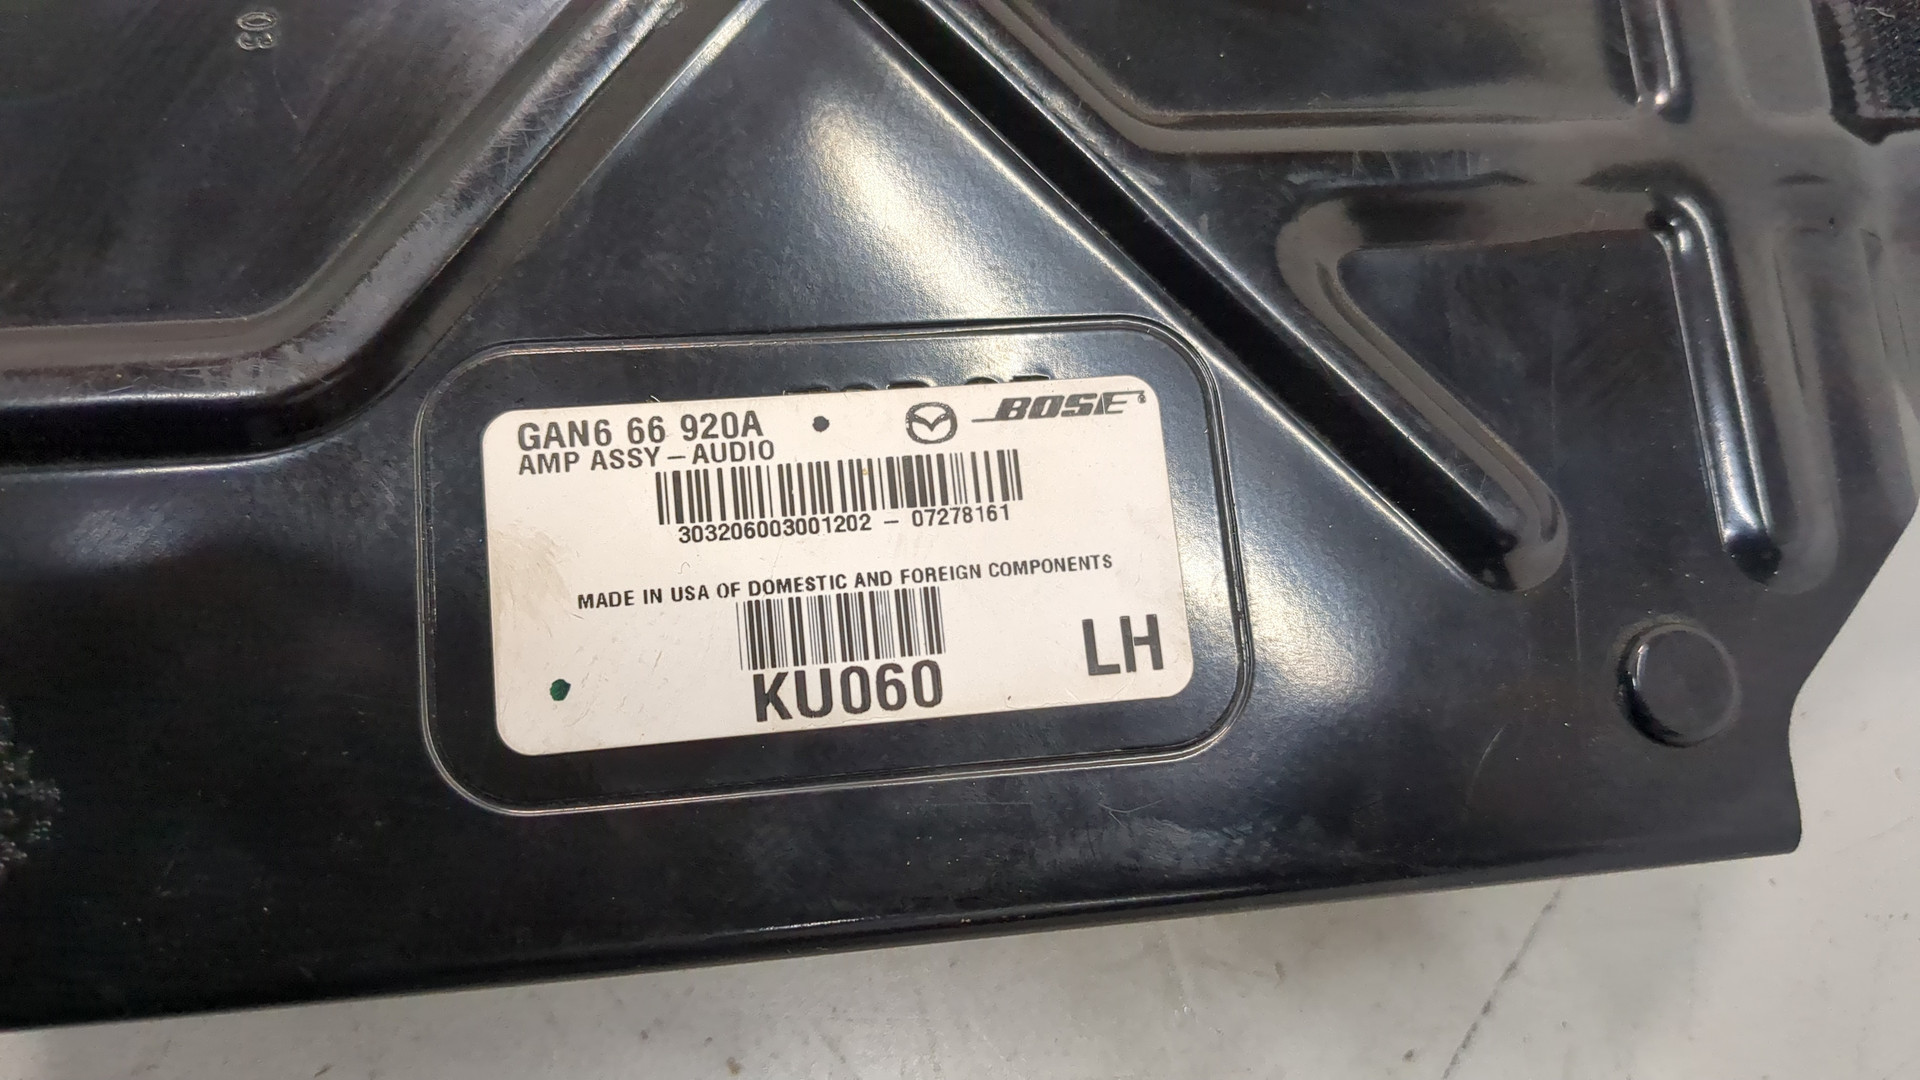 03
GAN6 66 920A
BOSE
AMP ASSY-AUDIO
303206003001202 - 07278161
MADE IN USA OF DOMESTIC AND FOREIGN COMPONENTS
KU060
LH